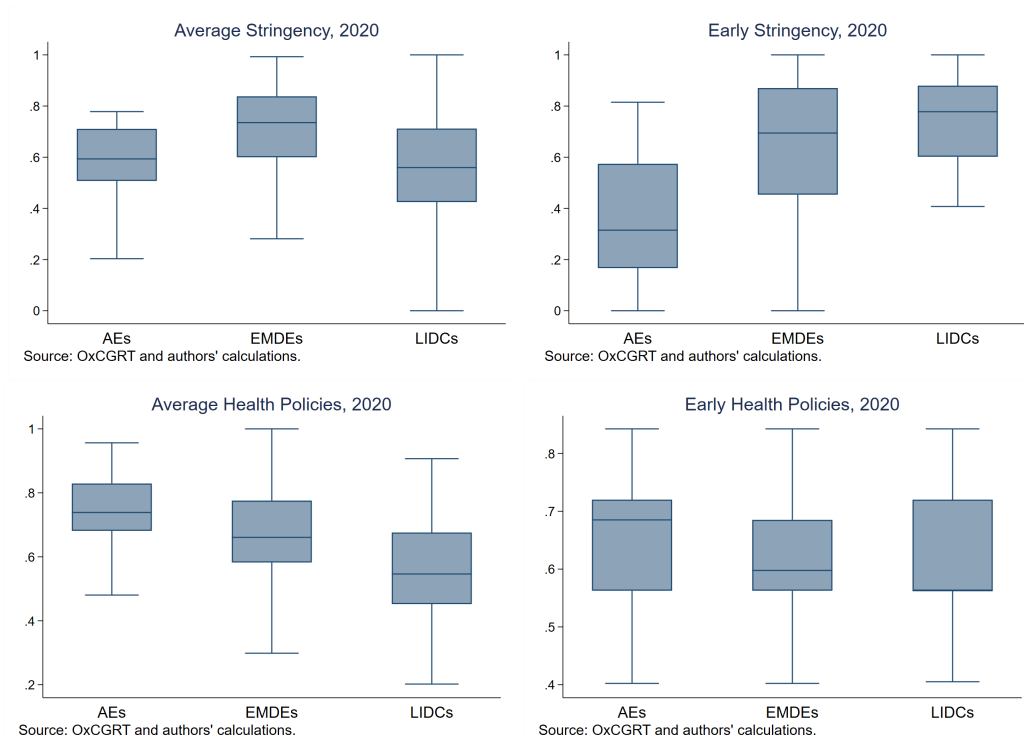 Average Stringency, 2020
1
.8
.6
.4
.2
0
AEs EMDEs LIDCs
Source: OxCGRT and authors' calculations.
Early Stringency, 2020
1
.8
.6
.4
.2
0
AEs EMDEs LIDCs
Source: OxCGRT and authors' calculations.
Average Health Policies, 2020
1
.8
.6
.4
.2
AEs EMDEs LIDCs
Source: OxCGRT and authors' calculations.
Early Health Policies, 2020
.8
.7
.6
.5
.4
AEs EMDEs LIDCs
Source: OxCGRT and authors' calculations.